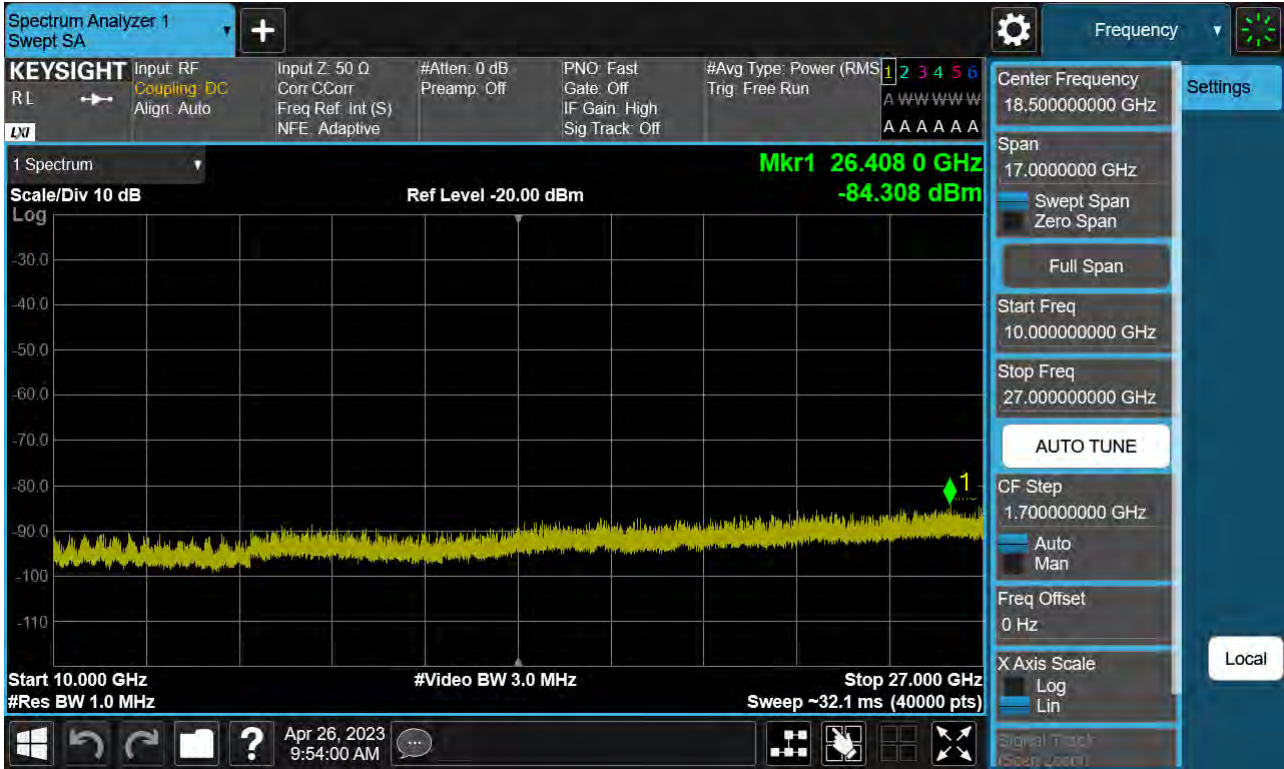 Spectrum Analyzer 1
Swept SA
+
Frequency
KEYSIGHT
R L
LXI
Input: RF
Coupling: DC
Align: Auto
Input Z: 50 Ω
Corr CCorr
Freq Ref: Int (S)
NFE: Adaptive
#Atten: 0 dB
Preamp: Off
PNO: Fast
Gate: Off
IF Gain: High
Sig Track: Off
#Avg Type: Power (RMS
Trig: Free Run
1 2 3 4 5 6
A W W W W W
A A A A A A
1 Spectrum
Mkr1 26.408 0 GHz
Scale/Div 10 dB
Ref Level -20.00 dBm
-84.308 dBm
Log
-30.0
-40.0
-50.0
-60.0
-70.0
-80.0
-90.0
-100
-110
1
Start 10.000 GHz
#Video BW 3.0 MHz
Stop 27.000 GHz
#Res BW 1.0 MHz
Sweep ~32.1 ms (40000 pts)
Center Frequency
18.500000000 GHz
Span
17.0000000 GHz
Swept Span
Zero Span
Full Span
Start Freq
10.000000000 GHz
Stop Freq
27.000000000 GHz
AUTO TUNE
CF Step
1.700000000 GHz
Auto
Man
Freq Offset
0 Hz
X Axis Scale
Log
Lin
Signal Track
(Span Zoom)
Settings
Local
?
Apr 26, 2023
9:54:00 AM